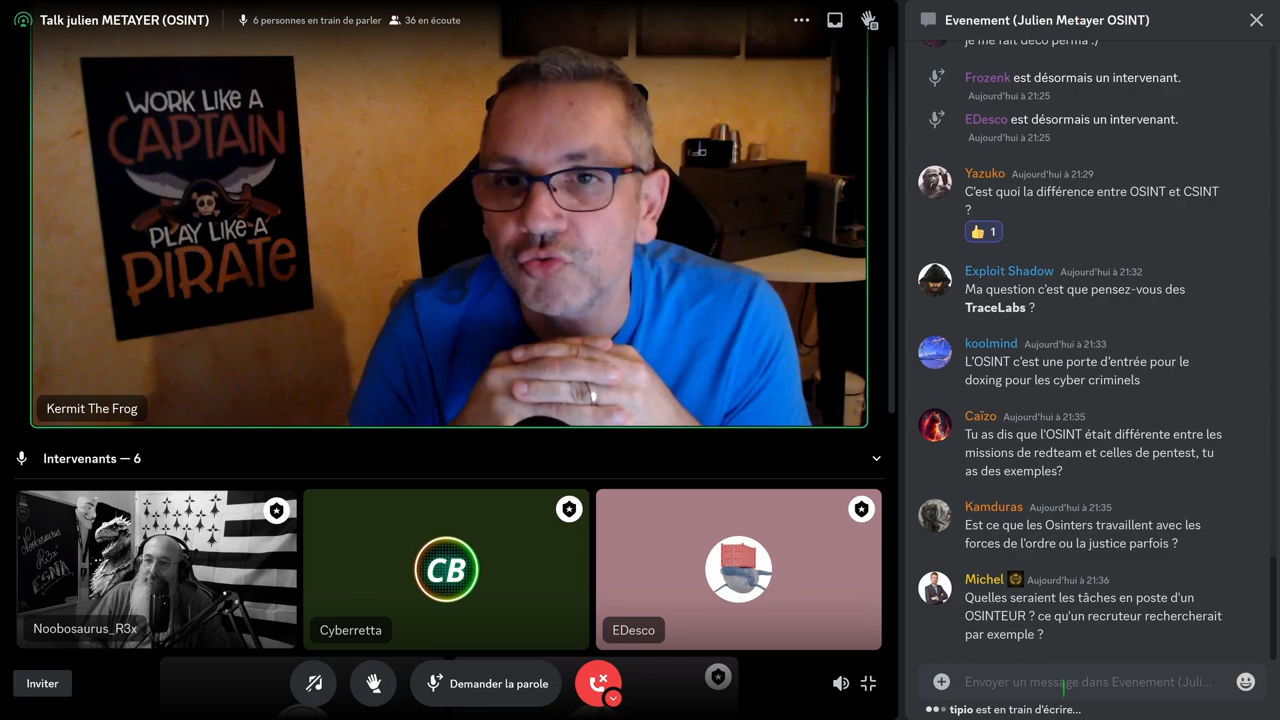 Talk julien METAYER (OSINT)
6 personnes en train de parler
36 en écoute
WORK LIKE A
CAPTAIN
PLAY LIKE A
PIRATE
Kermit The Frog
Intervenants — 6
Noobosaurus_R3x
CB
Cyberretta
EDesco
Inviter
Demander la parole
Evenement (Julien Metayer OSINT)
je me fait déco perma :/
Frozenk est désormais un intervenant.
Aujourd'hui à 21:25
EDesco est désormais un intervenant.
Aujourd'hui à 21:25
Yazuko Aujourd'hui à 21:29
C'est quoi la différence entre OSINT et CSINT
?
1
Exploit Shadow Aujourd'hui à 21:32
Ma question c'est que pensez-vous des
TraceLabs ?
koolmind Aujourd'hui à 21:33
L'OSINT c'est une porte d'entrée pour le
doxing pour les cyber criminels
Caïzo Aujourd'hui à 21:35
Tu as dis que l'OSINT était différente entre les
missions de redteam et celles de pentest, tu
as des exemples?
Kamduras Aujourd'hui à 21:35
Est ce que les Osinters travaillent avec les
forces de l'ordre ou la justice parfois ?
Michel Aujourd'hui à 21:36
Quelles seraient les tâches en poste d'un
OSINTEUR ? ce qu'un recruteur rechercherait
par exemple ?
Envoyer un message dans Evenement (Juli...
tipio est en train d'écrire...